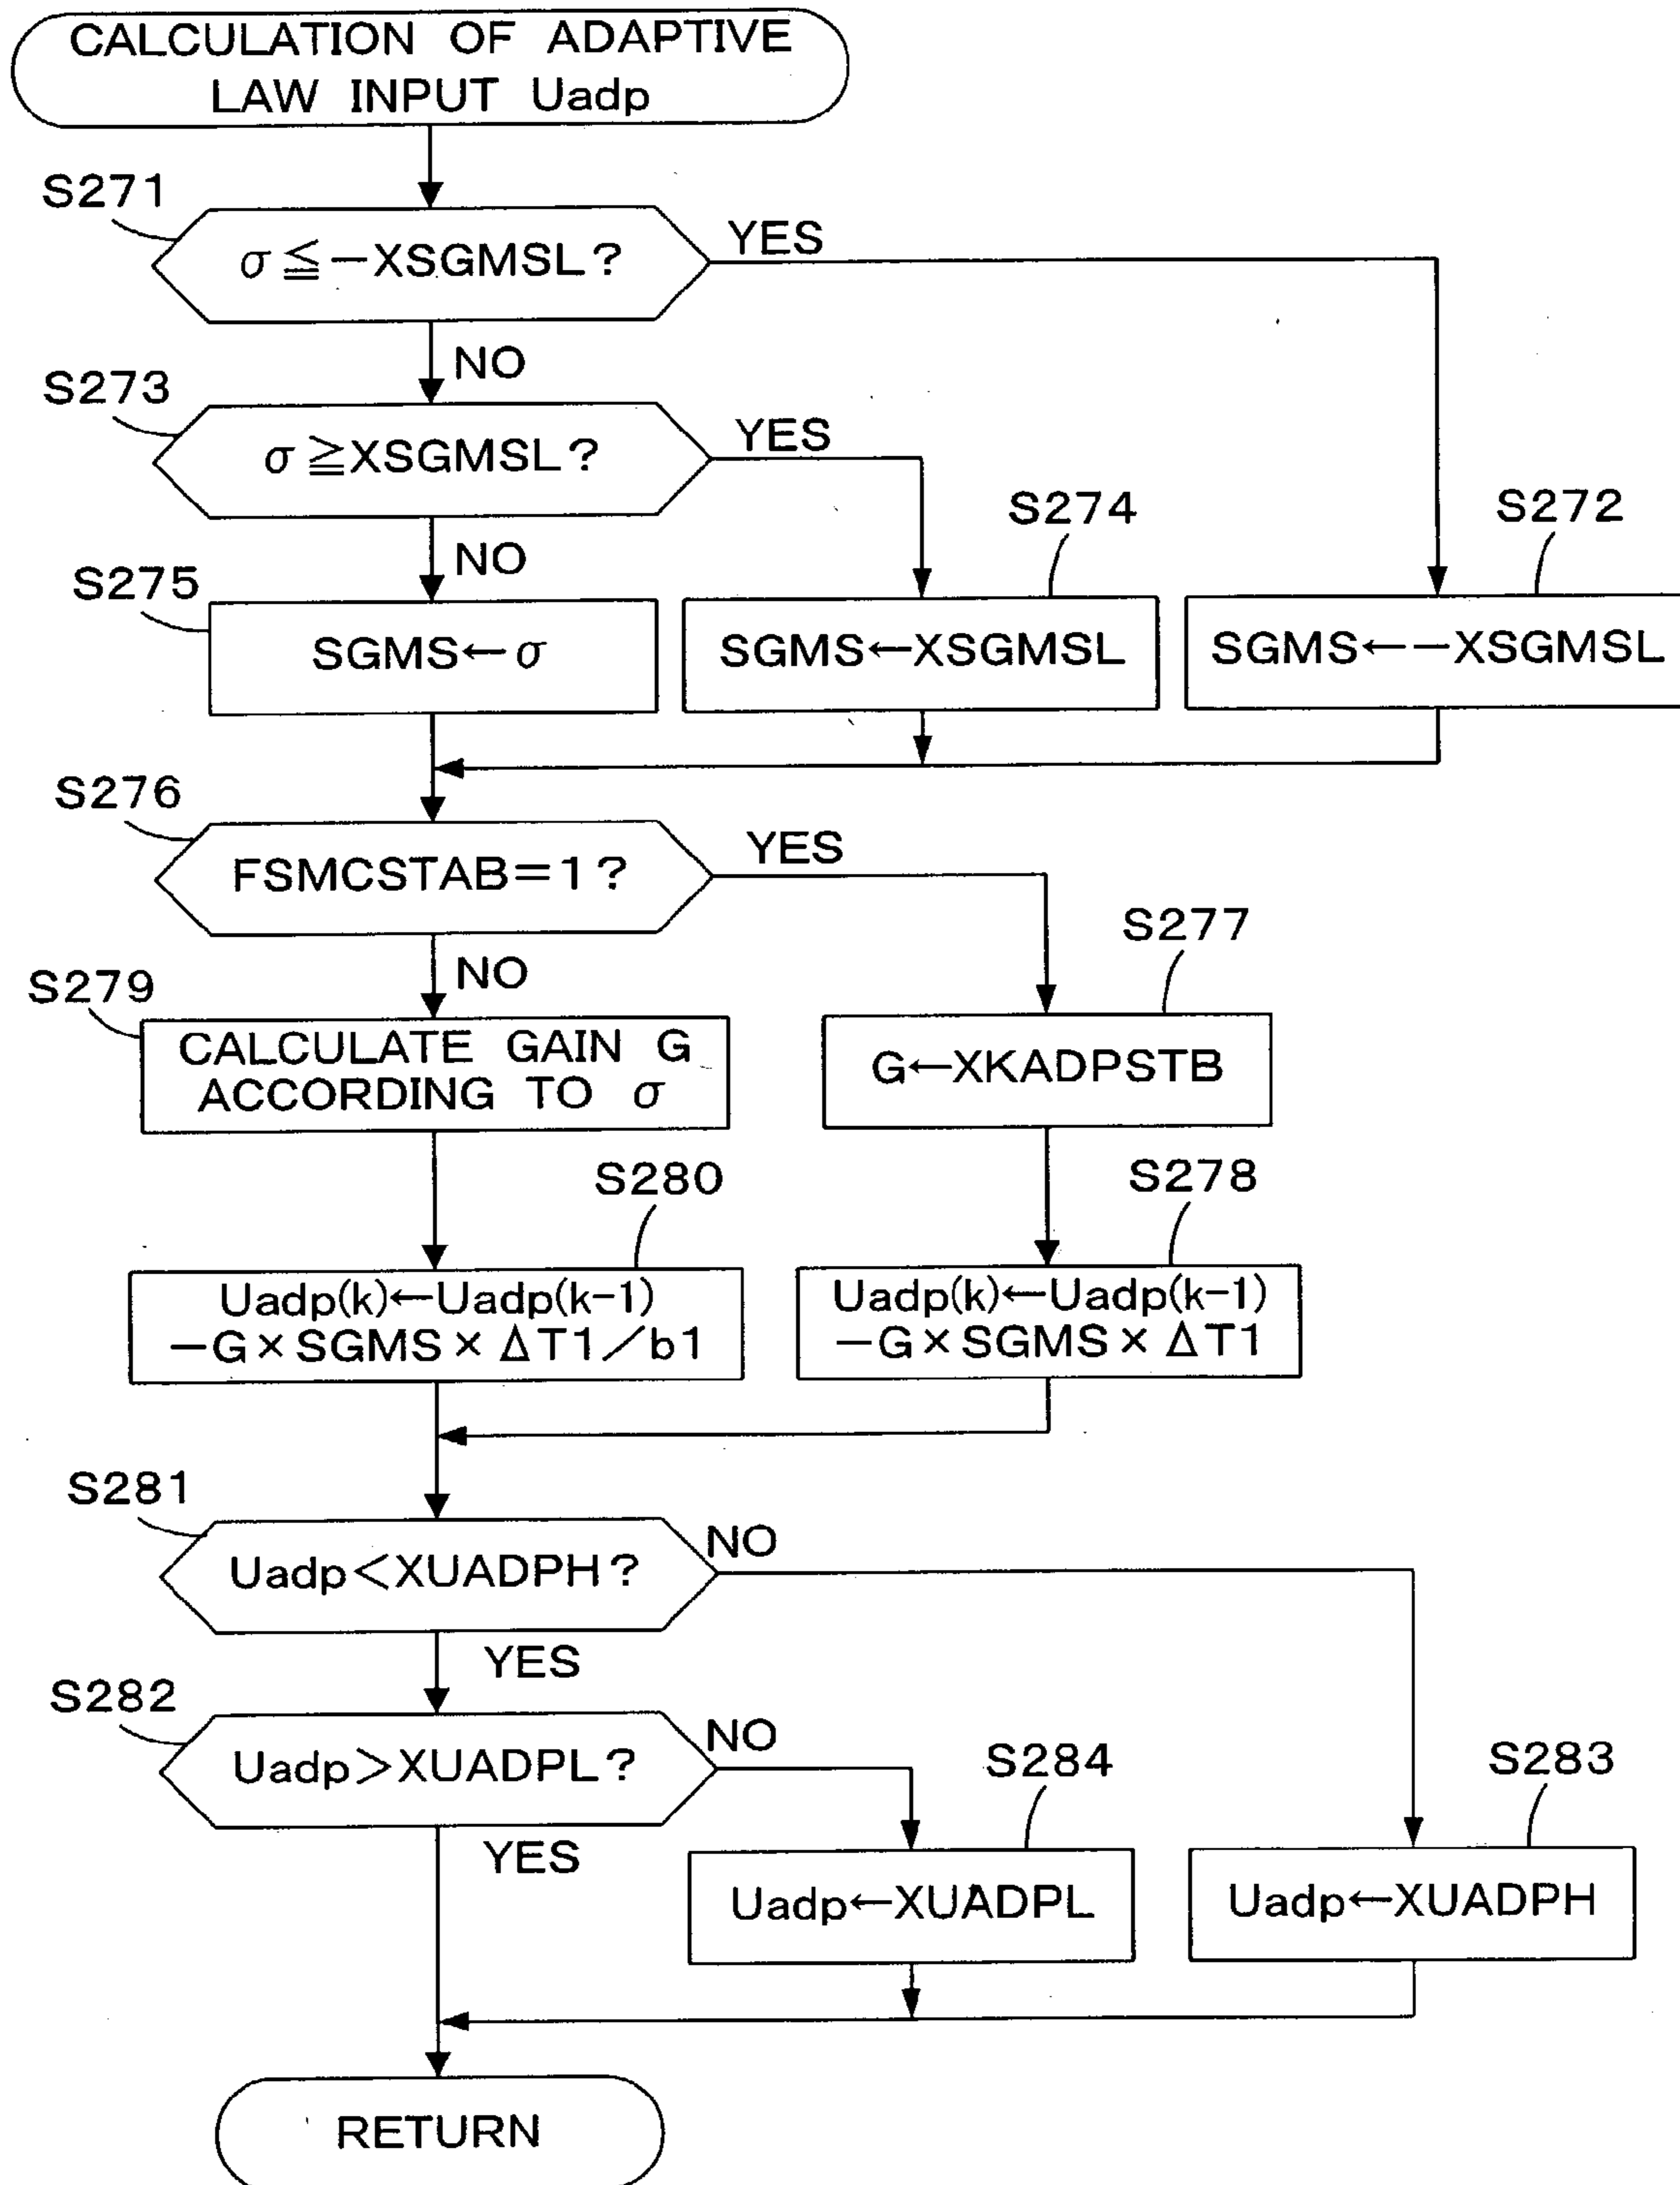 CALCULATION OF ADAPTIVE
LAW INPUT Uadp
S271
σ≦−XSGMSL?
YES
NO
S273
σ≧XSGMSL?
YES
NO
S274
S272
S275
SGMS←σ
SGMS←XSGMSL
SGMS←−XSGMSL
S276
FSMCSTAB=1?
YES
NO
S277
S279
CALCULATE GAIN G
ACCORDING TO σ
G←XKADPSTB
S280
S278
Uadp(k)←Uadp(k-1)
−G×SGMS×ΔT1/b1
Uadp(k)←Uadp(k-1)
−G×SGMS×ΔT1
S281
Uadp<XUADPH?
NO
YES
S282
Uadp>XUADPL?
NO
YES
S284
S283
Uadp←XUADPL
Uadp←XUADPH
RETURN